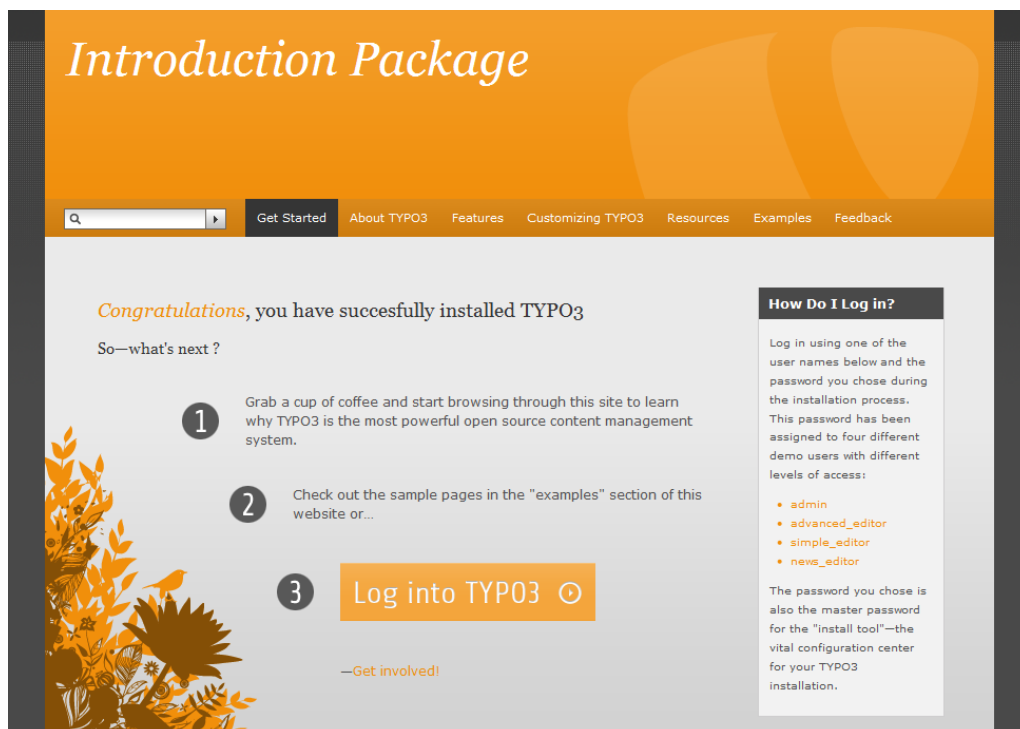 Introduction Package
Get Started About TYPO3 Features Customizing TYPO3 Resources Examples Feedback
Congratulations, you have succesfully installed TYPO3
So—what's next ?
1
Grab a cup of coffee and start browsing through this site to learn
why TYPO3 is the most powerful open source content management
system.
2
Check out the sample pages in the "examples" section of this
website or...
3
Log into TYPO3
—Get involved!
How Do I Log in?
Log in using one of the
user names below and the
password you chose during
the installation process.
This password has been
assigned to four different
demo users with different
levels of access:
• admin
• advanced_editor
• simple_editor
• news_editor
The password you chose is
also the master password
for the "install tool"—the
vital configuration center
for your TYPO3
installation.